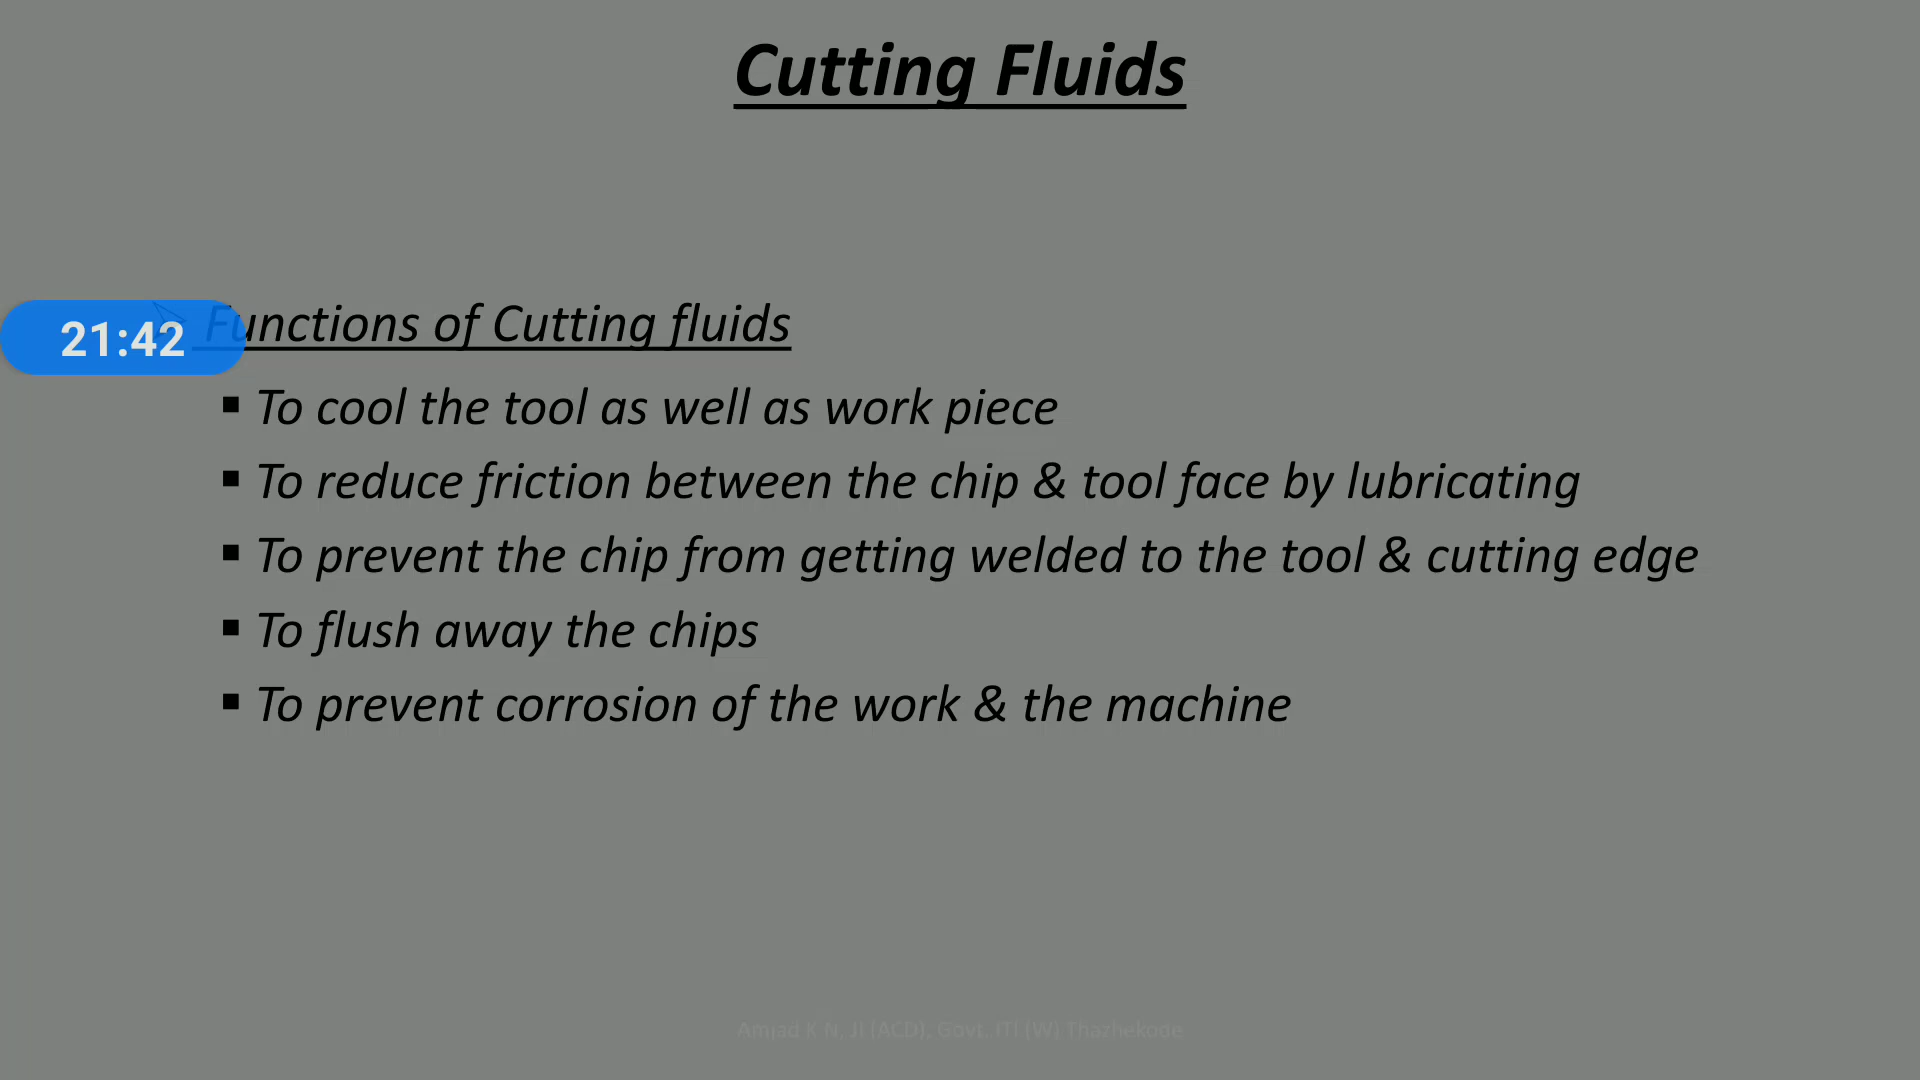 Cutting Fluids
21:42
Functions of Cutting fluids
▪ To cool the tool as well as work piece
▪ To reduce friction between the chip & tool face by lubricating
▪ To prevent the chip from getting welded to the tool & cutting edge
▪ To flush away the chips
▪ To prevent corrosion of the work & the machine
Amjad K N, JI (ACD), Govt. ITI (W) Thazhekode